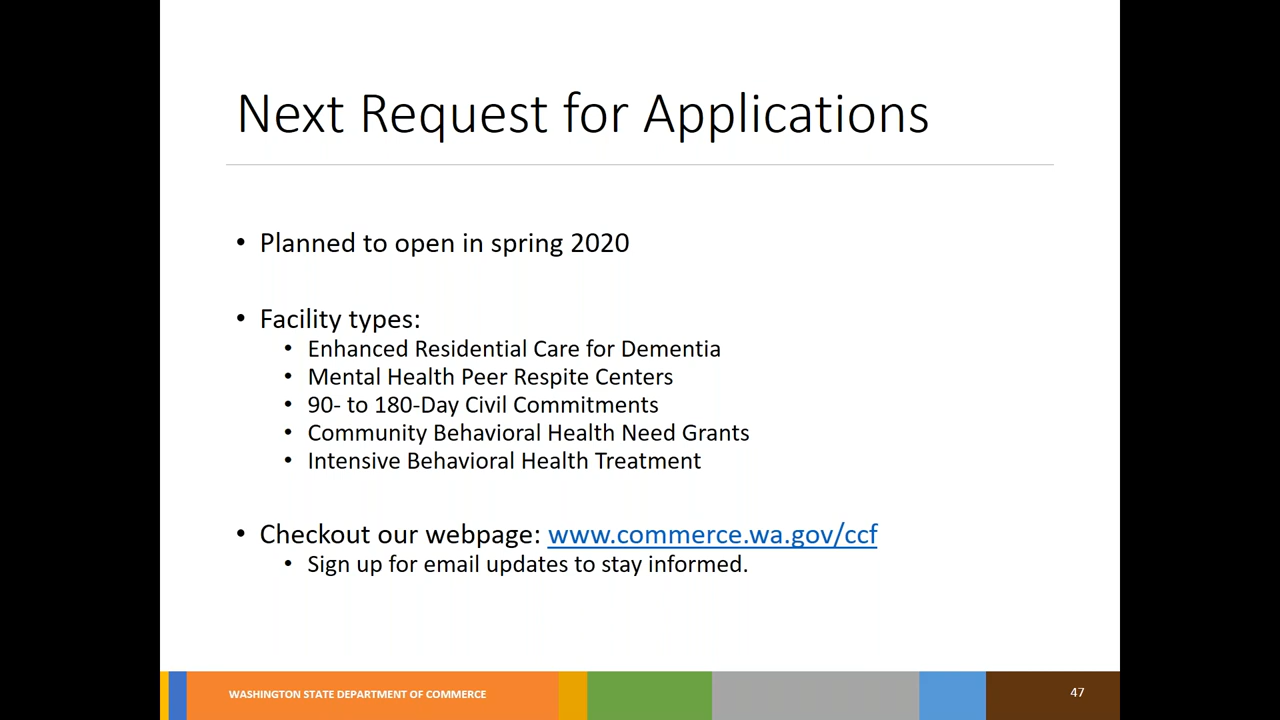 Next Request for Applications
• Planned to open in spring 2020
• Facility types:
• Enhanced Residential Care for Dementia
• Mental Health Peer Respite Centers
• 90- to 180-Day Civil Commitments
• Community Behavioral Health Need Grants
• Intensive Behavioral Health Treatment
• Checkout our webpage: www.commerce.wa.gov/ccf
• Sign up for email updates to stay informed.
WASHINGTON STATE DEPARTMENT OF COMMERCE
47